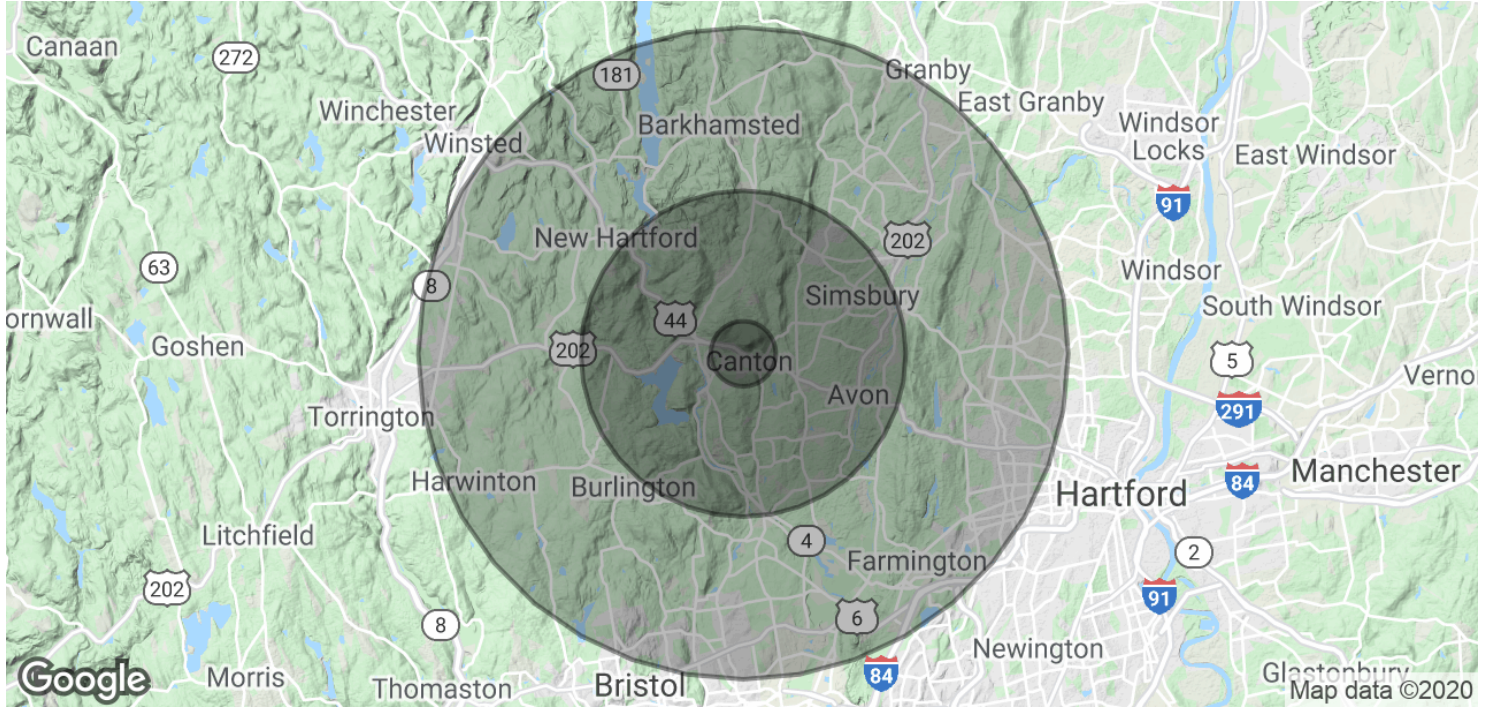 Canaan
272
181
Granby
East Granby
Winchester
Winsted
Barkhamsted
Windsor
Locks
East Windsor
91
New Hartford
202
63
8
Windsor
Simsbury
South Windsor
ornwall
Goshen
44
202
Canton
5
Verno
Avon
291
Torrington
Harwinton
Burlington
Manchester
84
Hartford
Litchfield
4
2
Farmington
202
91
6
8
Newington
84
Glastonbury
Google
Morris
Thomaston
Bristol
Map data ©2020